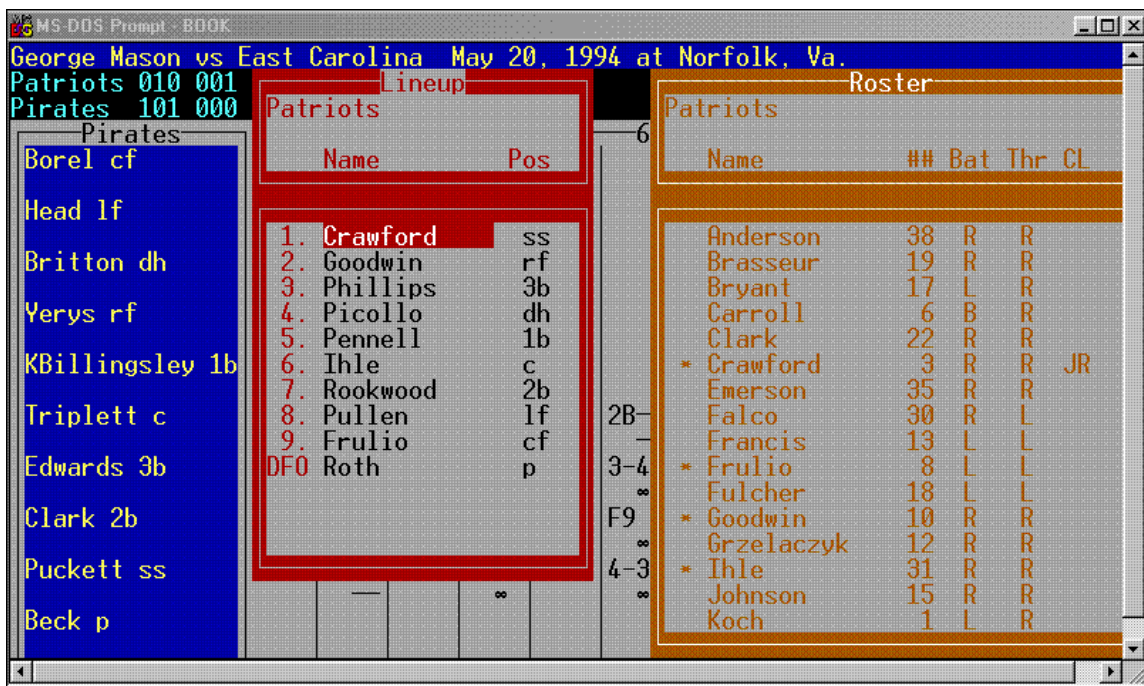 MS-DOS Prompt - BOOK
George Mason vs East Carolina May 20, 1994 at Norfolk, Va.
Patriots 010 001
Pirates 101 000
Pirates
Borel cf
Head lf
Britton dh
Yerys rf
KBillingsley 1b
Triplett c
Edwards 3b
Clark 2b
Puckett ss
Beck p
Lineup
Patriots
Name Pos
1. Crawford ss
2. Goodwin rf
3. Phillips 3b
4. Picollo dh
5. Pennell 1b
6. Ihle c
7. Rookwood 2b
8. Pullen lf
9. Frulio cf
DFO Roth p
∞
6
2B
3-4
∞
F9
∞
4-3
∞
Roster
Patriots
Name ## Bat Thr CL
Anderson 38 R R
Brasseur 19 R R
Bryant 17 L R
Carroll 6 B R
Clark 22 R R
* Crawford 3 R R JR
Emerson 35 R R
Falco 30 R L
Francis 13 L L
* Frulio 8 L L
Fulcher 18 L L
* Goodwin 10 R R
Grzelaczyk 12 R R
* Ihle 31 R R
Johnson 15 R R
Koch 1 L R